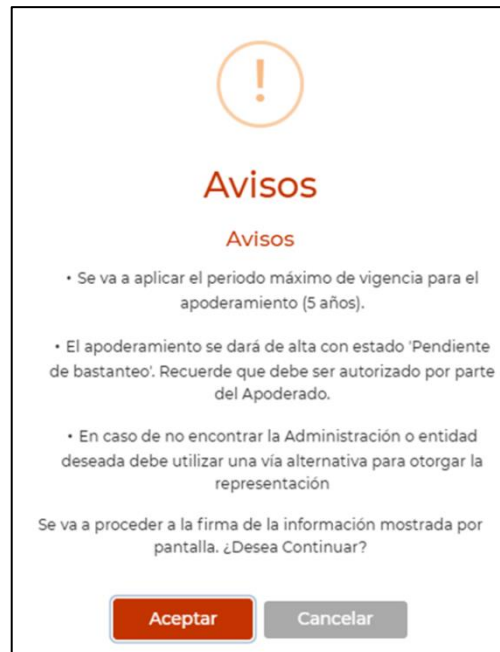 !
Avisos
Avisos
• Se va a aplicar el periodo máximo de vigencia para el
apoderamiento (5 años).
• El apoderamiento se dará de alta con estado 'Pendiente
de bastanteo'. Recuerde que debe ser autorizado por parte
del Apoderado.
• En caso de no encontrar la Administración o entidad
deseada debe utilizar una vía alternativa para otorgar la
representación
Se va a proceder a la firma de la información mostrada por
pantalla. ¿Desea Continuar?
Aceptar
Cancelar